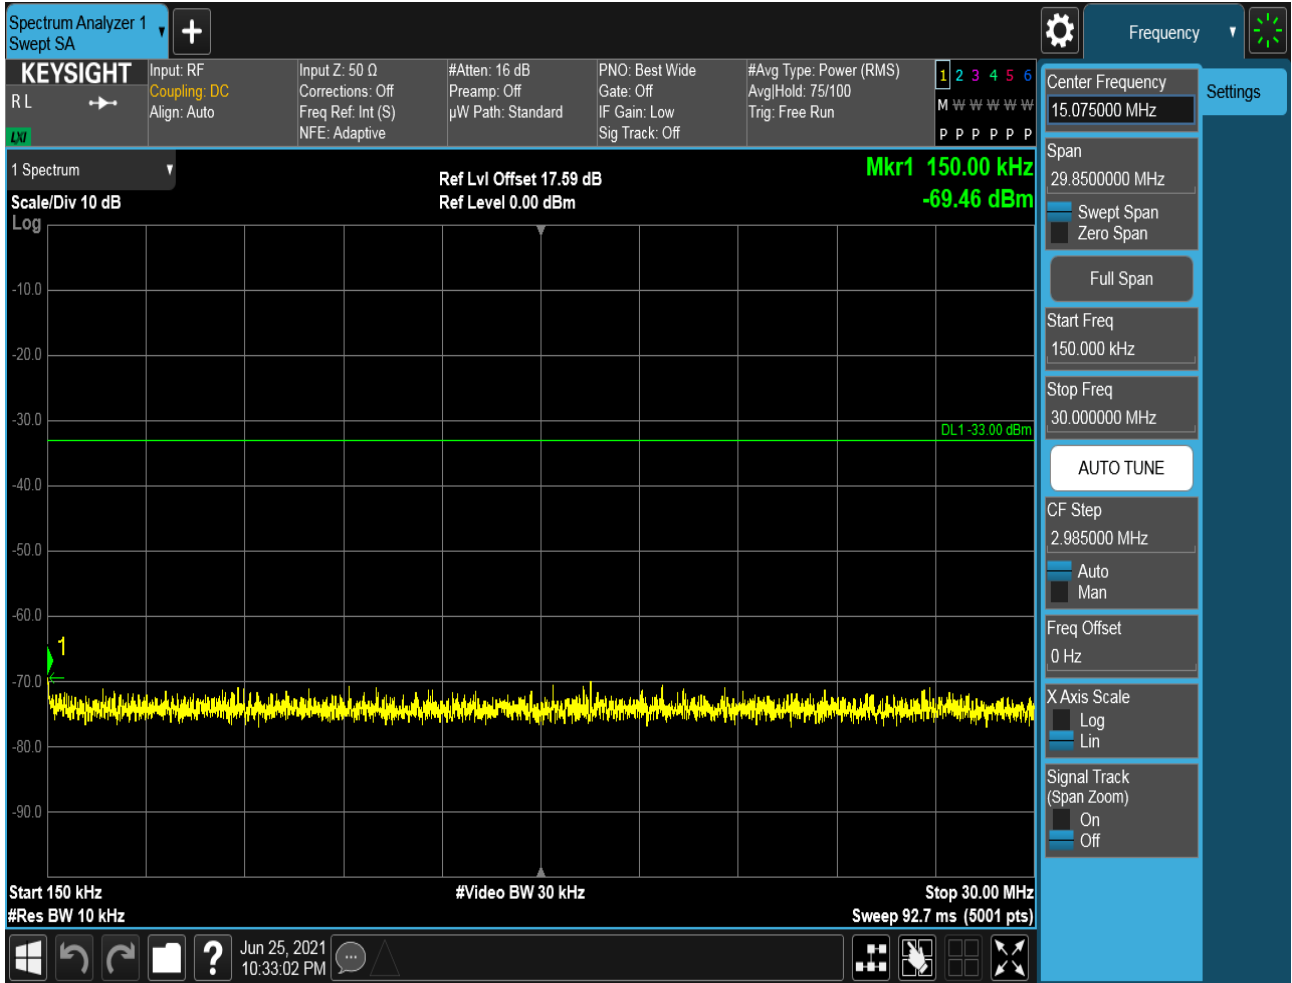 Spectrum Analyzer 1
Swept SA
Frequency
KEYSIGHT
R L
LXI
Input: RF
Coupling: DC
Align: Auto
Input Z: 50 Ω
Corrections: Off
Freq Ref: Int (S)
NFE: Adaptive
#Atten: 16 dB
Preamp: Off
µW Path: Standard
PNO: Best Wide
Gate: Off
IF Gain: Low
Sig Track: Off
#Avg Type: Power (RMS)
Avg|Hold: 75/100
Trig: Free Run
1 2 3 4 5 6
M W W W W W
P P P P P P
1 Spectrum
Scale/Div 10 dB
Log
Ref Lvl Offset 17.59 dB
Ref Level 0.00 dBm
Mkr1 150.00 kHz
-69.46 dBm
-10.0
-20.0
-30.0
DL1 -33.00 dBm
-40.0
-50.0
-60.0
1
-70.0
-80.0
-90.0
Start 150 kHz
#Res BW 10 kHz
#Video BW 30 kHz
Stop 30.00 MHz
Sweep 92.7 ms (5001 pts)
Center Frequency
15.075000 MHz
Settings
Span
29.8500000 MHz
Swept Span
Zero Span
Full Span
Start Freq
150.000 kHz
Stop Freq
30.000000 MHz
AUTO TUNE
CF Step
2.985000 MHz
Auto
Man
Freq Offset
0 Hz
X Axis Scale
Log
Lin
Signal Track
(Span Zoom)
On
Off
?
Jun 25, 2021
10:33:02 PM